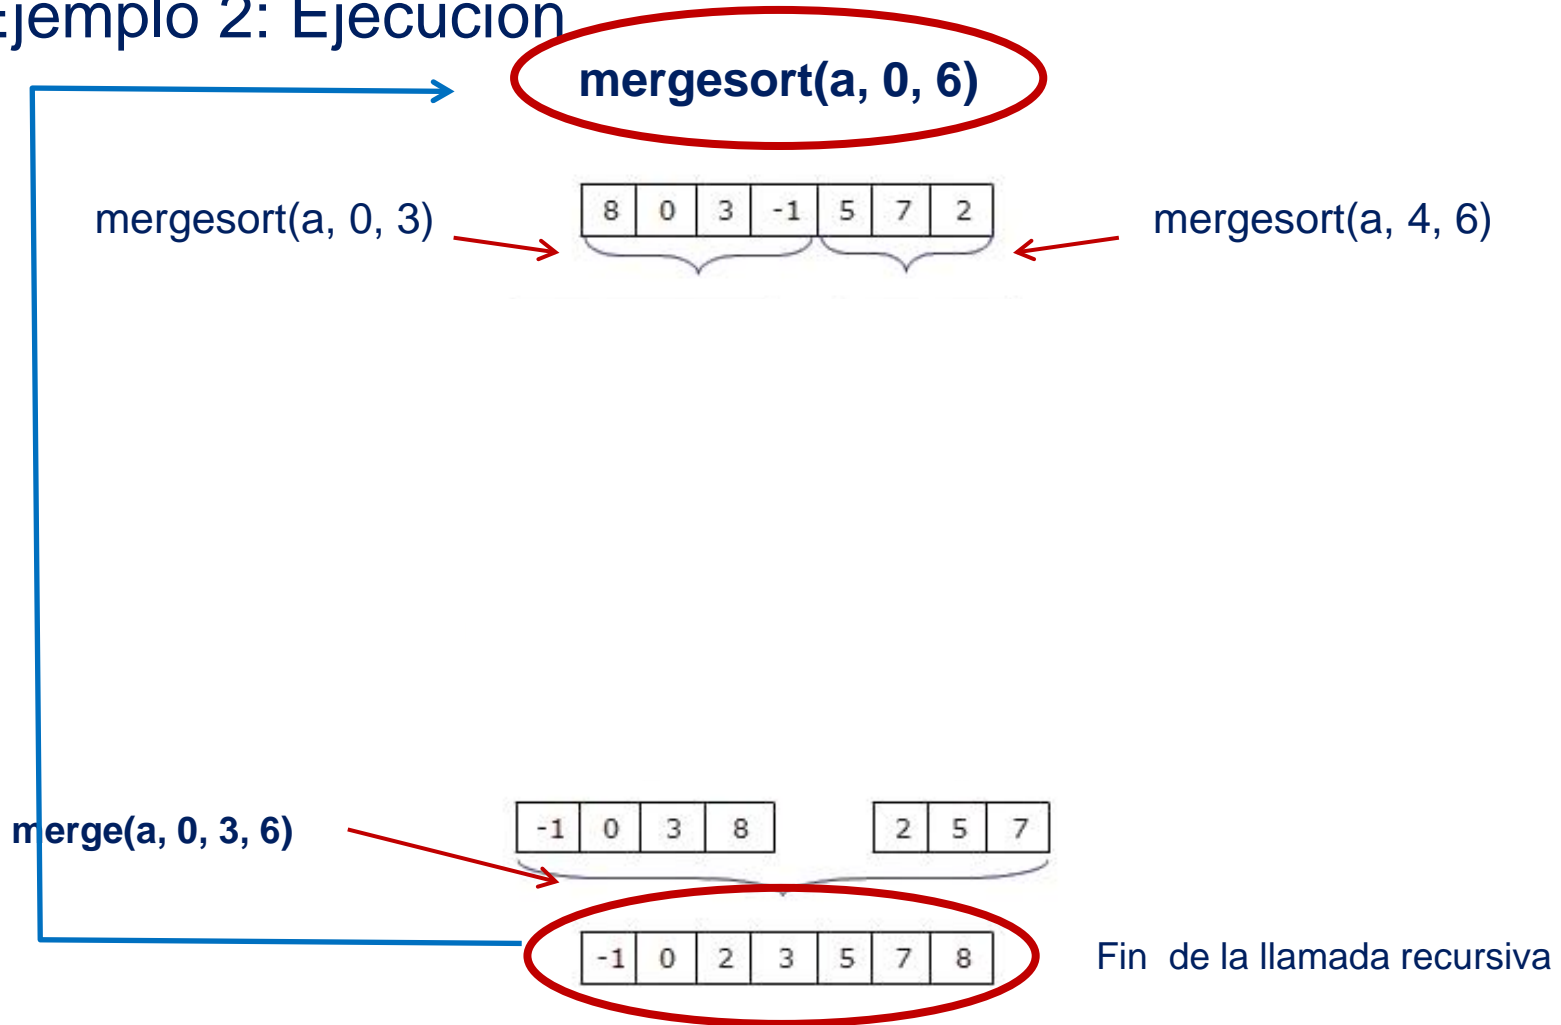 Ejemplo 2: Ejecución
mergesort(a, 0, 6)
mergesort(a, 0, 3)
8 0 3 -1 5 7 2
mergesort(a, 4, 6)
merge(a, 0, 3, 6)
-1 0 3 8
2 5 7
-1 0 2 3 5 7 8
Fin de la llamada recursiva